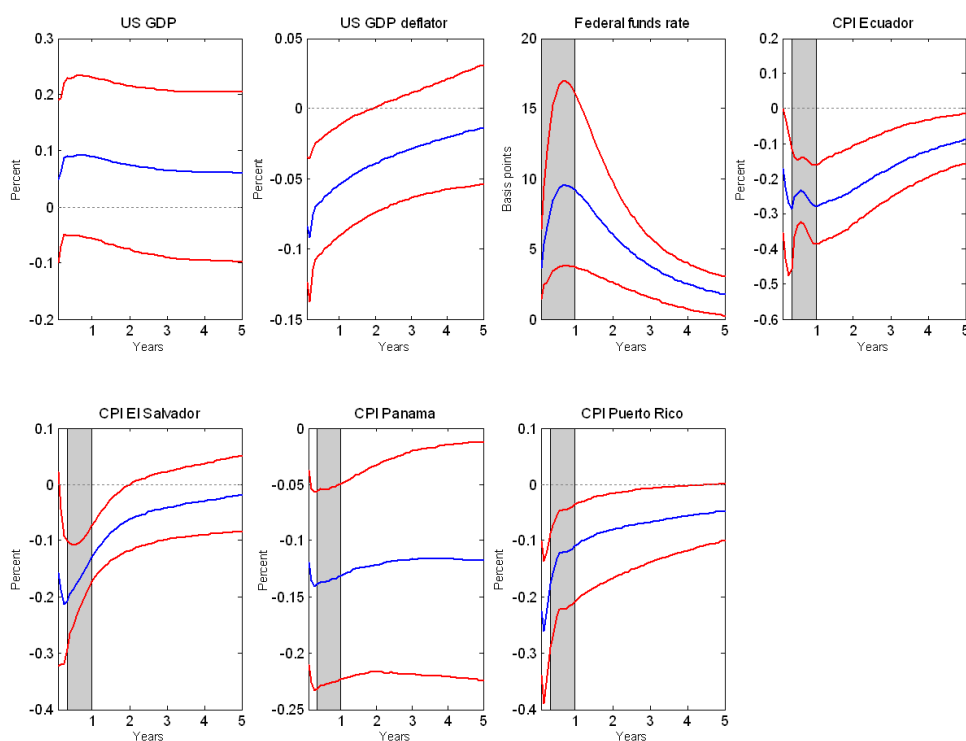 US GDP
0.3
0.2
0.1
0
-0.1
-0.2
Percent
1 2 3 4 5
Years
US GDP deflator
0.05
0
-0.05
-0.1
-0.15
Percent
1 2 3 4 5
Years
Federal funds rate
20
15
10
5
0
Basis points
1 2 3 4 5
Years
CPI Ecuador
0.2
0.1
0
-0.1
-0.2
-0.3
-0.4
-0.5
-0.6
Percent
1 2 3 4 5
Years
CPI El Salvador
0.1
0
-0.1
-0.2
-0.3
-0.4
Percent
1 2 3 4 5
Years
CPI Panama
0
-0.05
-0.1
-0.15
-0.2
-0.25
Percent
1 2 3 4 5
Years
CPI Puerto Rico
0.1
0
-0.1
-0.2
-0.3
-0.4
Percent
1 2 3 4 5
Years